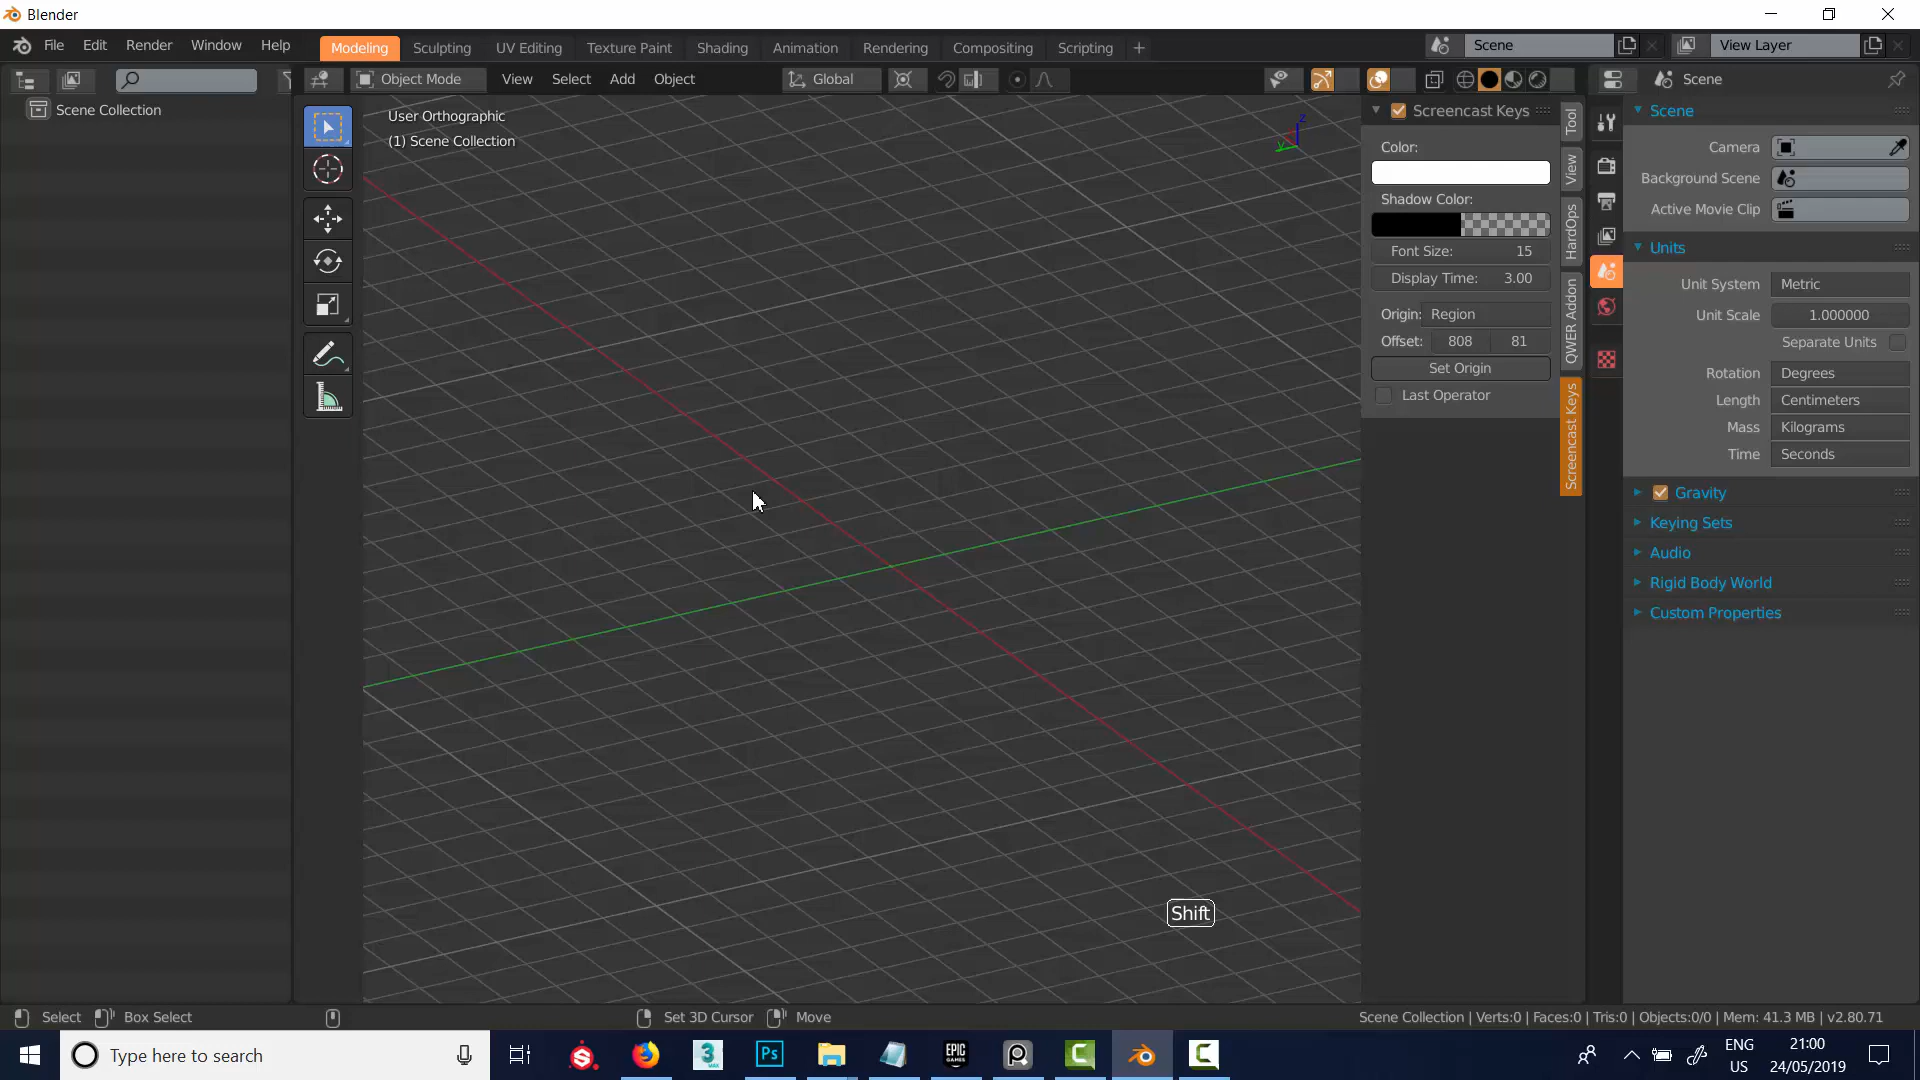 Blender
File Edit Render Window Help Modeling Sculpting UV Editing Texture Paint Shading Animation Rendering Compositing Scripting + Scene View Layer
Object Mode View Select Add Object Global Scene
Scene Collection
User Orthographic
(1) Scene Collection
z
y
Screencast Keys
Color:
Shadow Color:
Font Size: 15
Display Time: 3.00
Origin: Region
Offset: 808 81
Set Origin
Last Operator
Tool
View
HardOps
QWER Addon
Screencast Keys
Scene
Camera
Background Scene
Active Movie Clip
Units
Unit System Metric
Unit Scale 1.000000
Separate Units
Rotation Degrees
Length Centimeters
Mass Kilograms
Time Seconds
Gravity
Keying Sets
Audio
Rigid Body World
Custom Properties
Shift
Select Box Select Set 3D Cursor Move Scene Collection | Verts:0 | Faces:0 | Tris:0 | Objects:0/0 | Mem: 41.3 MB | v2.80.71
Type here to search
S
3
Ps
EPIC
GAMES
C
C
ENG
US
21:00
24/05/2019